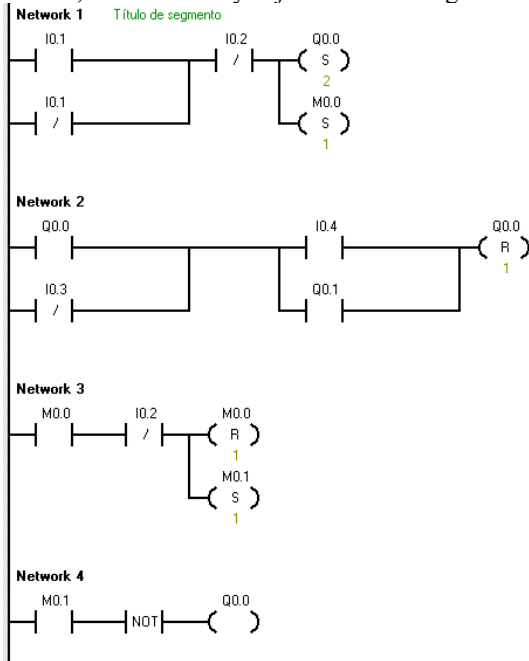 Network 1 Título de segmento
I0.1 I0.2 Q0.0
/ S
2
I0.1 M0.0
/ S
1
Network 2
Q0.0 I0.4 Q0.0
R
1
I0.3 Q0.1
/
Network 3
M0.0 I0.2 M0.0
/ R
1
M0.1
S
1
Network 4
M0.1 Q0.0
NOT